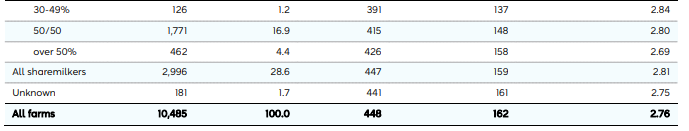 30-49% 126 1.2 391 137 2.84
50/50 1,771 16.9 415 148 2.80
over 50% 462 4.4 426 158 2.69
All sharemilkers 2,996 28.6 447 159 2.81
Unknown 181 1.7 441 161 2.75
All farms 10,485 100.0 448 162 2.76